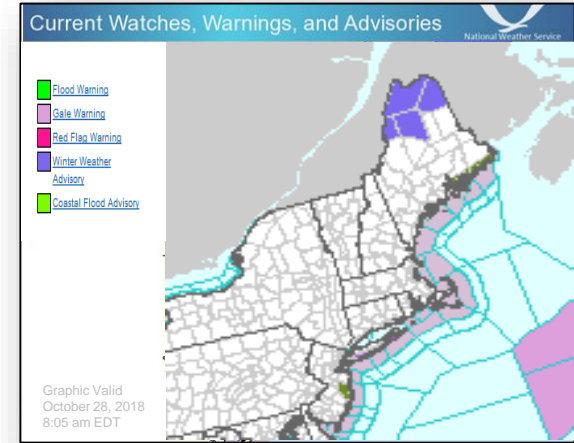 Current Watches, Warnings, and Advisories
National Weather Service
Flood Warning
Gale Warning
Red Flag Warning
Winter Weather
Advisory
Coastal Flood Advisory
Graphic Valid
October 28, 2018
8:05 am EDT